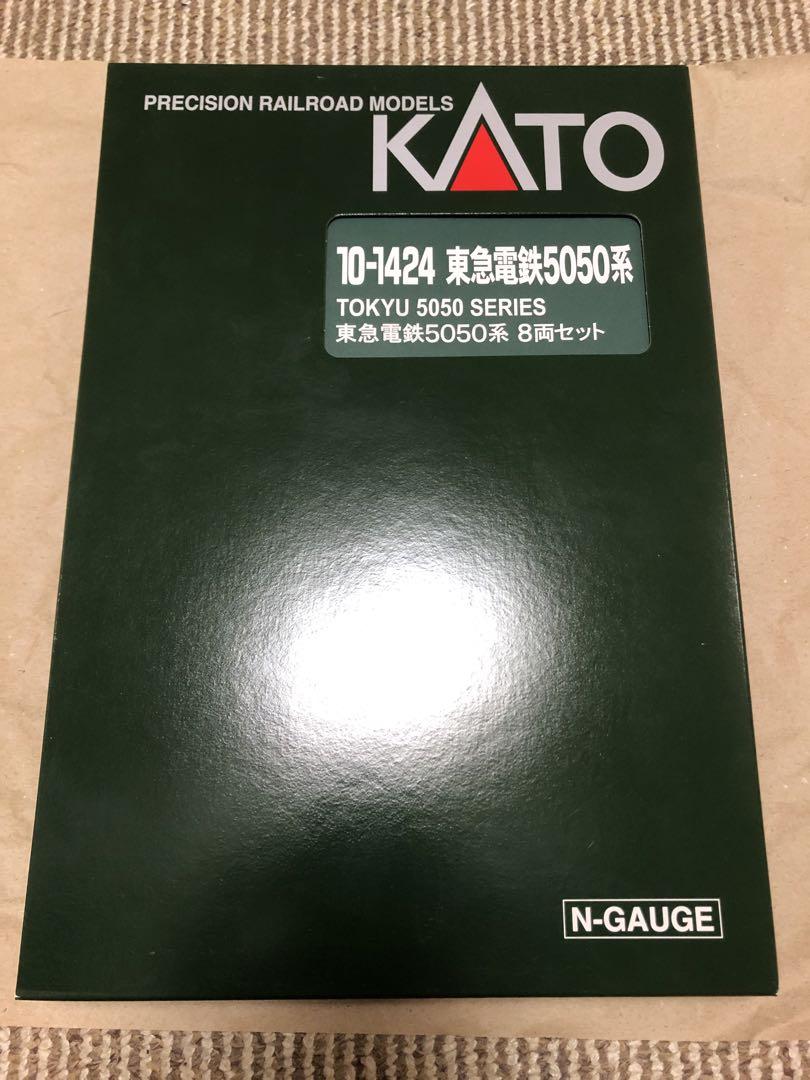 PRECISION RAILROAD MODELS
KATO
10-1424 東急電鉄5050系
TOKYU 5050 SERIES
東急電鉄5050系 8両セット
N-GAUGE